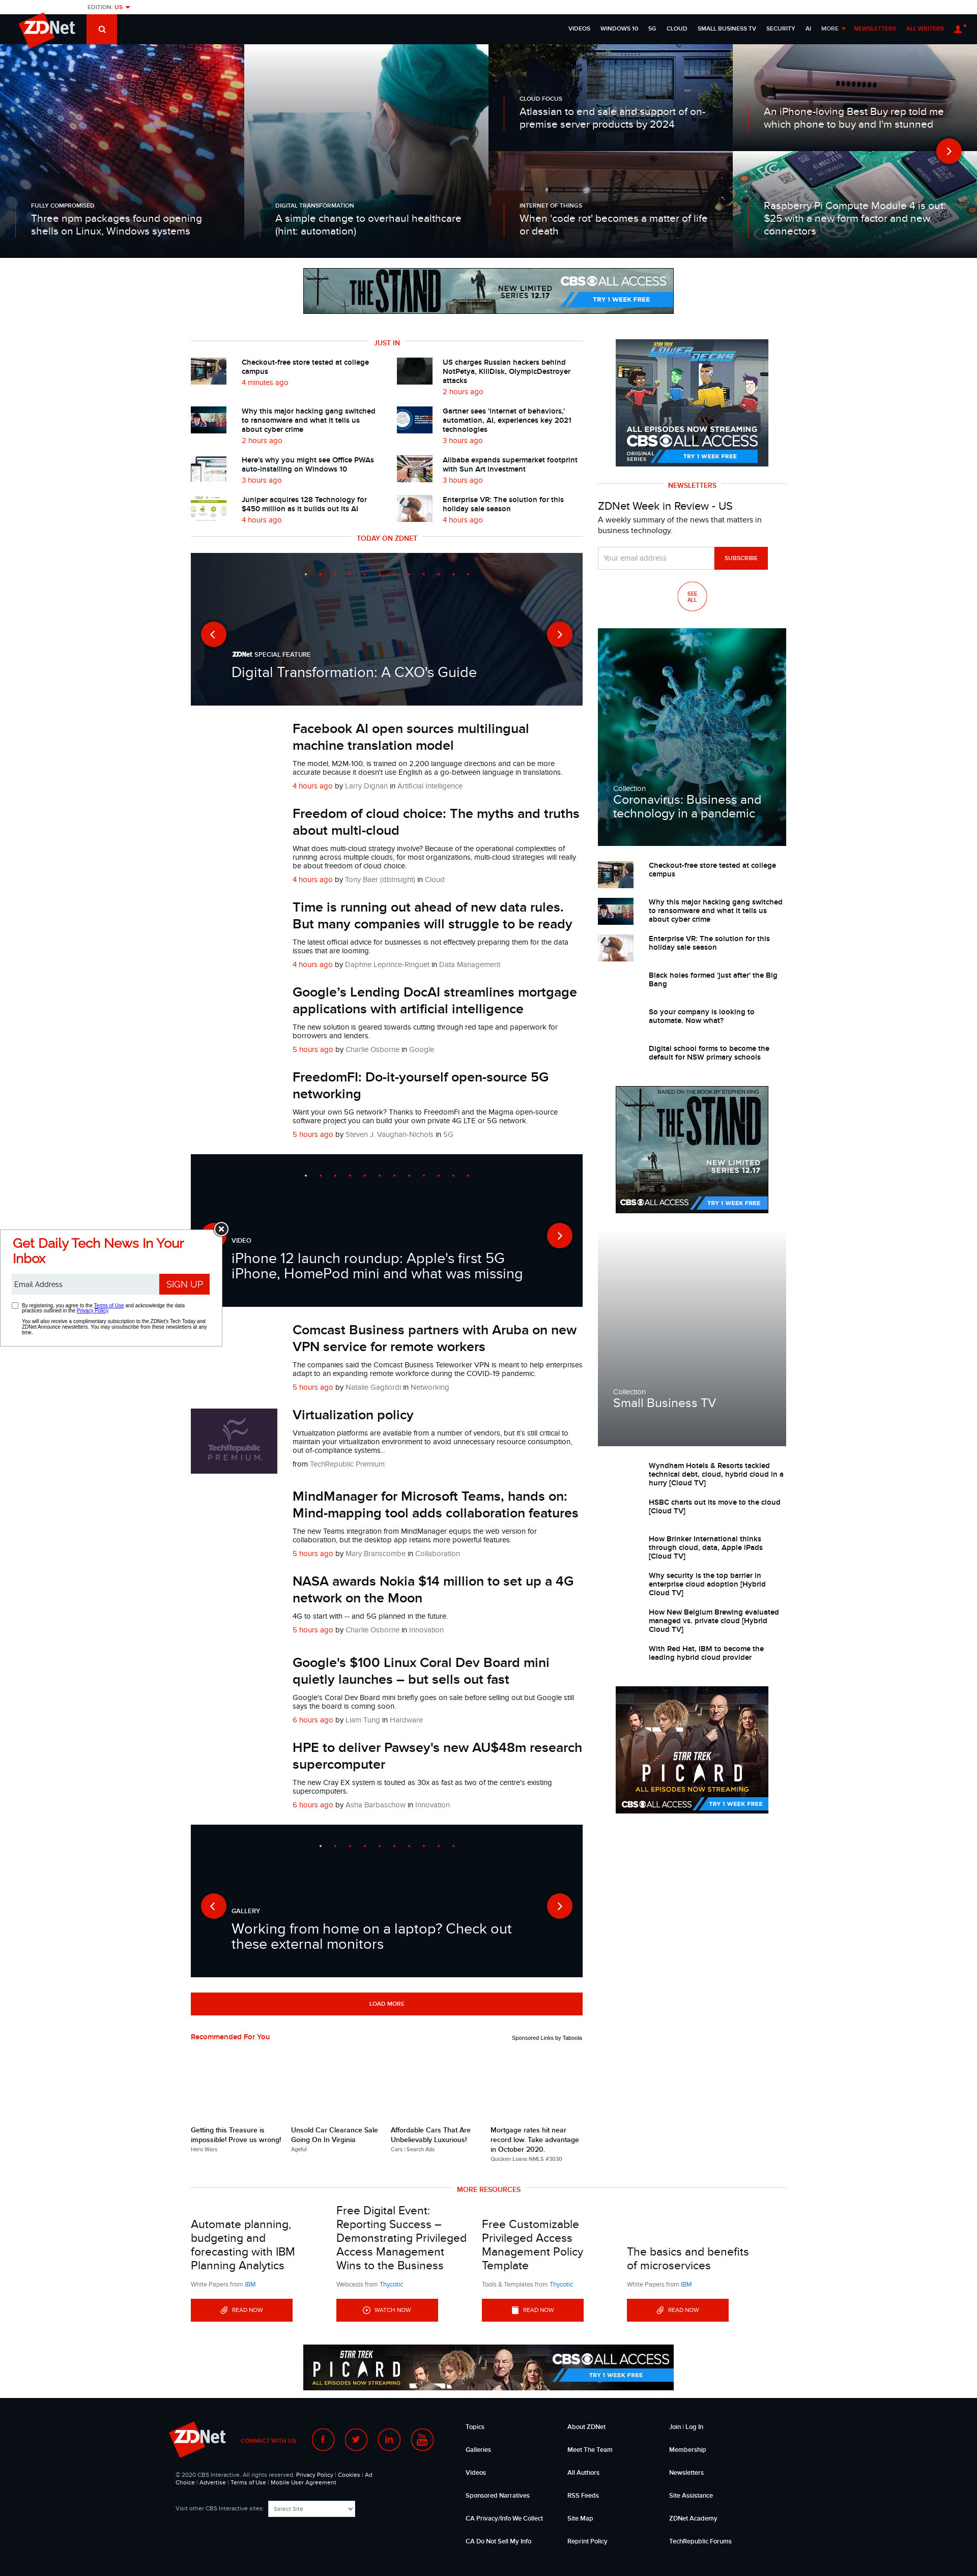 EDITION: US
ZDNet
VIDEOS WINDOWS 10 5G CLOUD SMALL BUSINESS TV SECURITY AI MORE NEWSLETTERS ALL WRITERS
FULLY COMPROMISED
Three npm packages found opening
shells on Linux, Windows systems
DIGITAL TRANSFORMATION
A simple change to overhaul healthcare
(hint: automation)
CLOUD FOCUS
Atlassian to end sale and support of on-
premise server products by 2024
An iPhone-loving Best Buy rep told me
which phone to buy and I'm stunned
INTERNET OF THINGS
When 'code rot' becomes a matter of life
or death
Raspberry Pi Compute Module 4 is out:
$25 with a new form factor and new
connectors
THE STAND
NEW LIMITED
SERIES 12.17
CBS ALL ACCESS
TRY 1 WEEK FREE
JUST IN
Checkout-free store tested at college
campus
4 minutes ago
US charges Russian hackers behind
NotPetya, KillDisk, OlympicDestroyer
attacks
2 hours ago
Why this major hacking gang switched
to ransomware and what it tells us
about cyber crime
2 hours ago
Gartner sees 'internet of behaviors,'
automation, AI, experiences key 2021
technologies
3 hours ago
Here's why you might see Office PWAs
auto-installing on Windows 10
3 hours ago
Alibaba expands supermarket footprint
with Sun Art investment
3 hours ago
Juniper acquires 128 Technology for
$450 million as it builds out its AI
4 hours ago
Enterprise VR: The solution for this
holiday sale season
4 hours ago
TODAY ON ZDNET
ZDNet SPECIAL FEATURE
Digital Transformation: A CXO's Guide
Facebook AI open sources multilingual
machine translation model
The model, M2M-100, is trained on 2,200 language directions and can be more
accurate because it doesn't use English as a go-between language in translations.
4 hours ago by Larry Dignan in Artificial Intelligence
Freedom of cloud choice: The myths and truths
about multi-cloud
What does multi-cloud strategy involve? Because of the operational complexities of
running across multiple clouds, for most organizations, multi-cloud strategies will really
be about freedom of cloud choice.
4 hours ago by Tony Baer (dbInsight) in Cloud
Time is running out ahead of new data rules.
But many companies will struggle to be ready
The latest official advice for businesses is not effectively preparing them for the data
issues that are looming.
4 hours ago by Daphne Leprince-Ringuet in Data Management
Google's Lending DocAI streamlines mortgage
applications with artificial intelligence
The new solution is geared towards cutting through red tape and paperwork for
borrowers and lenders.
5 hours ago by Charlie Osborne in Google
FreedomFI: Do-it-yourself open-source 5G
networking
Want your own 5G network? Thanks to FreedomFi and the Magma open-source
software project you can build your own private 4G LTE or 5G network.
5 hours ago by Steven J. Vaughan-Nichols in 5G
VIDEO
iPhone 12 launch roundup: Apple's first 5G
iPhone, HomePod mini and what was missing
Get Daily Tech News In Your
Inbox
Email Address
SIGN UP
By registering, you agree to the Terms of Use and acknowledge the data
practices outlined in the Privacy Policy.
You will also receive a complimentary subscription to the ZDNet's Tech Today and
ZDNet Announce newsletters. You may unsubscribe from these newsletters at any
time.
Comcast Business partners with Aruba on new
VPN service for remote workers
The companies said the Comcast Business Teleworker VPN is meant to help enterprises
adapt to an expanding remote workforce during the COVID-19 pandemic.
5 hours ago by Natalie Gagliordi in Networking
TechRepublic
PREMIUM.
Virtualization policy
Virtualization platforms are available from a number of vendors, but it's still critical to
maintain your virtualization environment to avoid unnecessary resource consumption,
out of-compliance systems...
from TechRepublic Premium
MindManager for Microsoft Teams, hands on:
Mind-mapping tool adds collaboration features
The new Teams integration from MindManager equips the web version for
collaboration, but the desktop app retains more powerful features.
5 hours ago by Mary Branscombe in Collaboration
NASA awards Nokia $14 million to set up a 4G
network on the Moon
4G to start with -- and 5G planned in the future.
5 hours ago by Charlie Osborne in Innovation
Google's $100 Linux Coral Dev Board mini
quietly launches – but sells out fast
Google's Coral Dev Board mini briefly goes on sale before selling out but Google still
says the board is coming soon.
6 hours ago by Liam Tung in Hardware
HPE to deliver Pawsey's new AU$48m research
supercomputer
The new Cray EX system is touted as 30x as fast as two of the centre's existing
supercomputers.
6 hours ago by Asha Barbaschow in Innovation
GALLERY
Working from home on a laptop? Check out
these external monitors
LOAD MORE
STAR TREK
LOWER DECKS
ALL EPISODES NOW STREAMING
CBS ALL ACCESS
ORIGINAL
SERIES
TRY 1 WEEK FREE
NEWSLETTERS
ZDNet Week in Review - US
A weekly summary of the news that matters in
business technology.
Your email address
SUBSCRIBE
SEE
ALL
Collection
Coronavirus: Business and
technology in a pandemic
Checkout-free store tested at college
campus
Why this major hacking gang switched
to ransomware and what it tells us
about cyber crime
Enterprise VR: The solution for this
holiday sale season
Black holes formed 'just after' the Big
Bang
So your company is looking to
automate. Now what?
Digital school forms to become the
default for NSW primary schools
BASED ON THE BOOK BY STEPHEN KING
THE STAND
NEW LIMITED
SERIES 12.17
CBS ALL ACCESS
TRY 1 WEEK FREE
Collection
Small Business TV
Wyndham Hotels & Resorts tackled
technical debt, cloud, hybrid cloud in a
hurry [Cloud TV]
HSBC charts out its move to the cloud
[Cloud TV]
How Brinker International thinks
through cloud, data, Apple iPads
[Cloud TV]
Why security is the top barrier in
enterprise cloud adoption [Hybrid
Cloud TV]
How New Belgium Brewing evaluated
managed vs. private cloud [Hybrid
Cloud TV]
With Red Hat, IBM to become the
leading hybrid cloud provider
STAR TREK
PICARD
ALL EPISODES NOW STREAMING
CBS ALL ACCESS
TRY 1 WEEK FREE
Recommended For You
Sponsored Links by Taboola
Getting this Treasure is
impossible! Prove us wrong!
Hero Wars
Unsold Car Clearance Sale
Going On In Virginia
Ageful
Affordable Cars That Are
Unbelievably Luxurious!
Cars | Search Ads
Mortgage rates hit near
record low. Take advantage
in October 2020.
Quicken Loans NMLS #3030
MORE RESOURCES
Automate planning,
budgeting and
forecasting with IBM
Planning Analytics
White Papers from IBM
READ NOW
Free Digital Event:
Reporting Success –
Demonstrating Privileged
Access Management
Wins to the Business
Webcasts from Thycotic
WATCH NOW
Free Customizable
Privileged Access
Management Policy
Template
Tools & Templates from Thycotic
READ NOW
The basics and benefits
of microservices
White Papers from IBM
READ NOW
STAR TREK
PICARD
ALL EPISODES NOW STREAMING
CBS ALL ACCESS
TRY 1 WEEK FREE
ZDNet
CONNECT WITH US
© 2020 CBS Interactive. All rights reserved. Privacy Policy | Cookies | Ad
Choice | Advertise | Terms of Use | Mobile User Agreement
Visit other CBS Interactive sites:
Select Site
Topics
Galleries
Videos
Sponsored Narratives
CA Privacy/Info We Collect
CA Do Not Sell My Info
About ZDNet
Meet The Team
All Authors
RSS Feeds
Site Map
Reprint Policy
Join | Log In
Membership
Newsletters
Site Assistance
ZDNet Academy
TechRepublic Forums